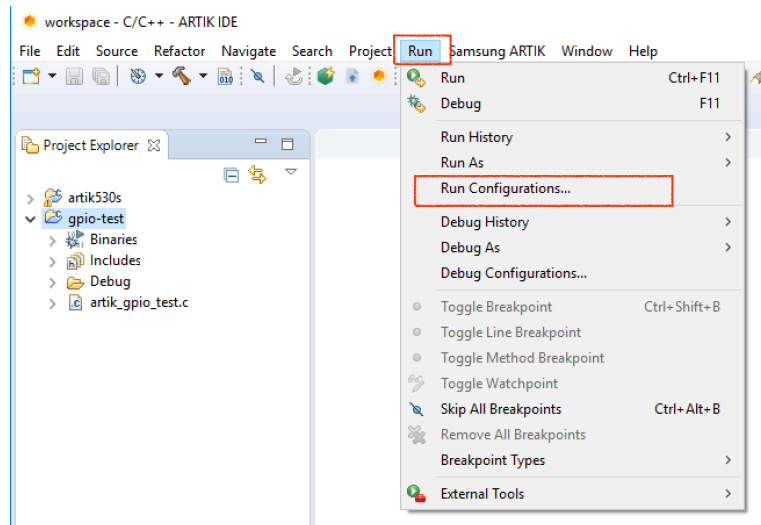 workspace - C/C++ - ARTIK IDE
File Edit Source Refactor Navigate Search Project Run Samsung ARTIK Window Help
Run Ctrl+F11
Debug F11
Project Explorer
Run History
Run As
Run Configurations...
artik530s
gpio-test
Debug History
Binaries
Debug As
Includes
Debug Configurations...
Debug
artik_gpio_test.c
Toggle Breakpoint Ctrl+Shift+B
Toggle Line Breakpoint
Toggle Method Breakpoint
Toggle Watchpoint
Skip All Breakpoints Ctrl+Alt+B
Remove All Breakpoints
Breakpoint Types
External Tools